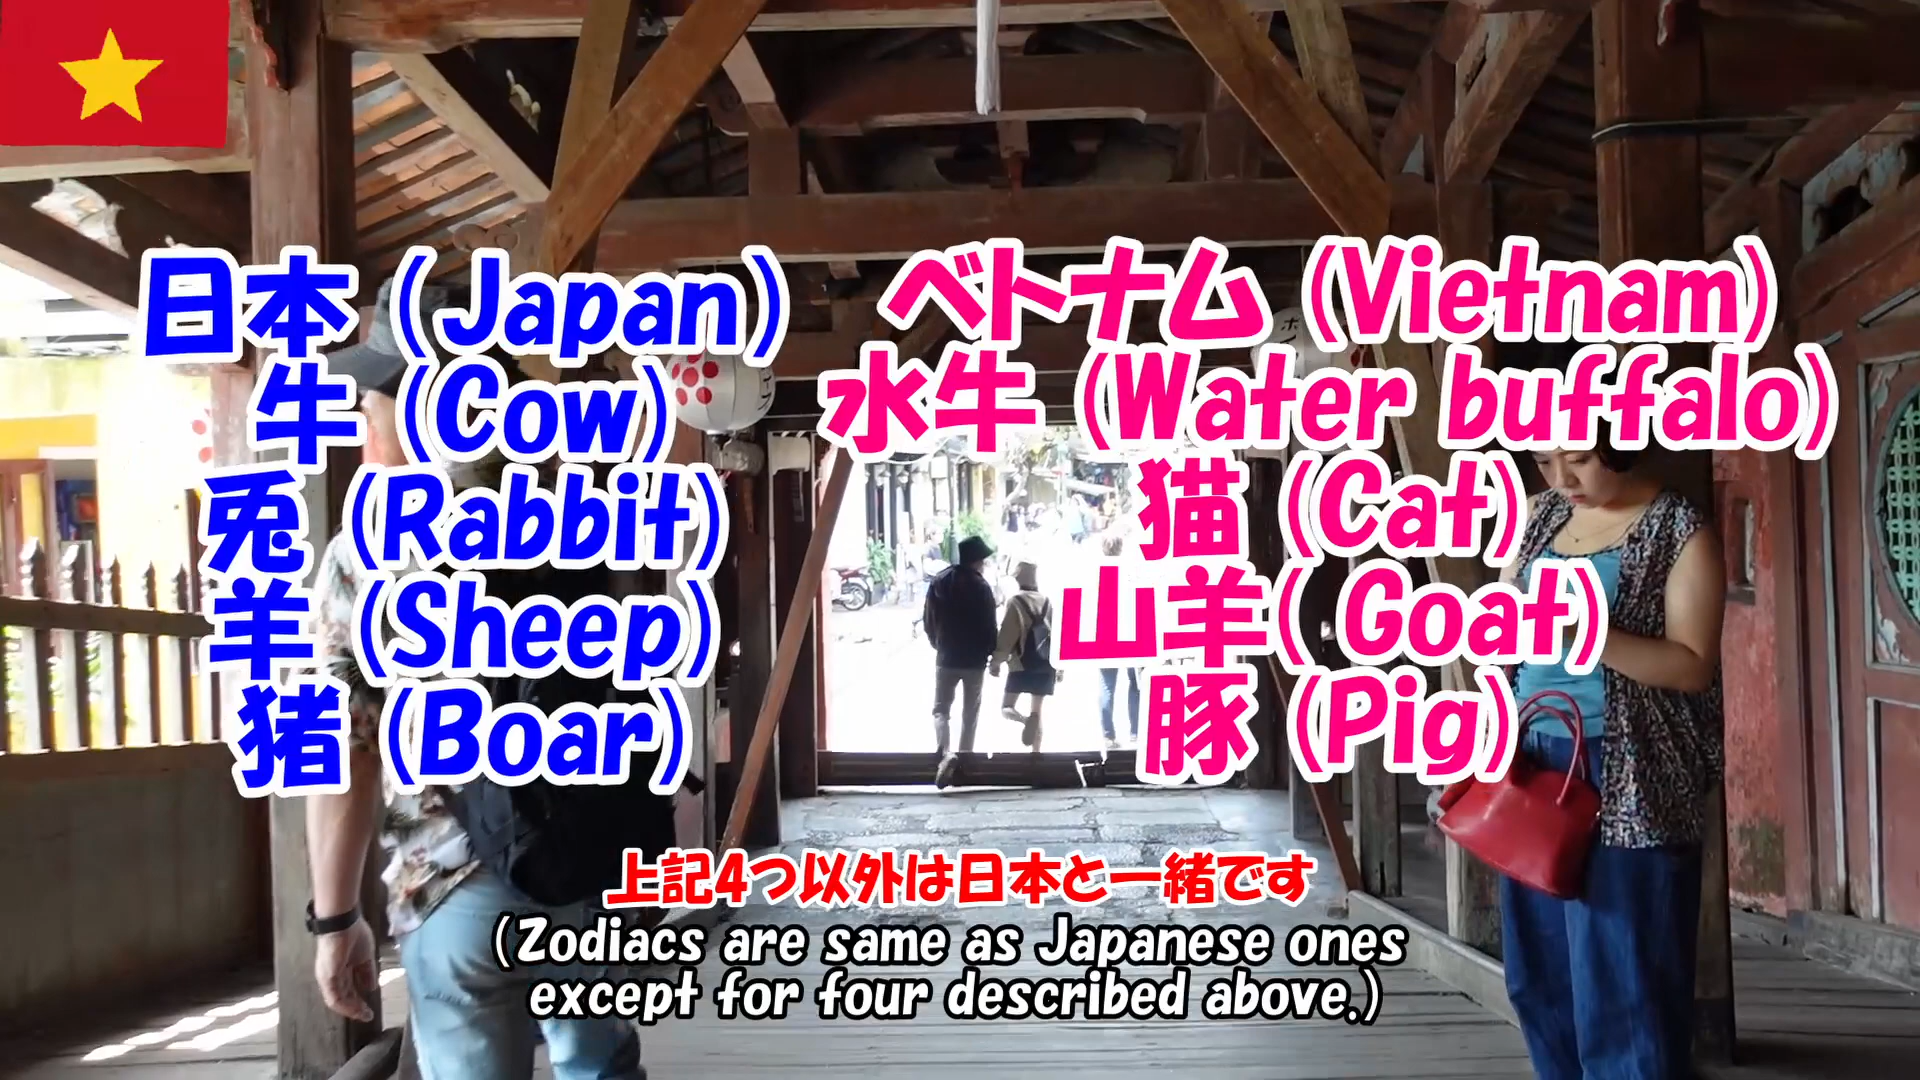 日本 (Japan) ベトナム (Vietnam)
牛 (Cow) 水牛 (Water buffalo)
兎 (Rabbit) 猫 (Cat)
羊 (Sheep) 山羊( Goat)
猪 (Boar) 豚 (Pig)
上記4つ以外は日本と一緒です
(Zodiacs are same as Japanese ones
except for four described above.)